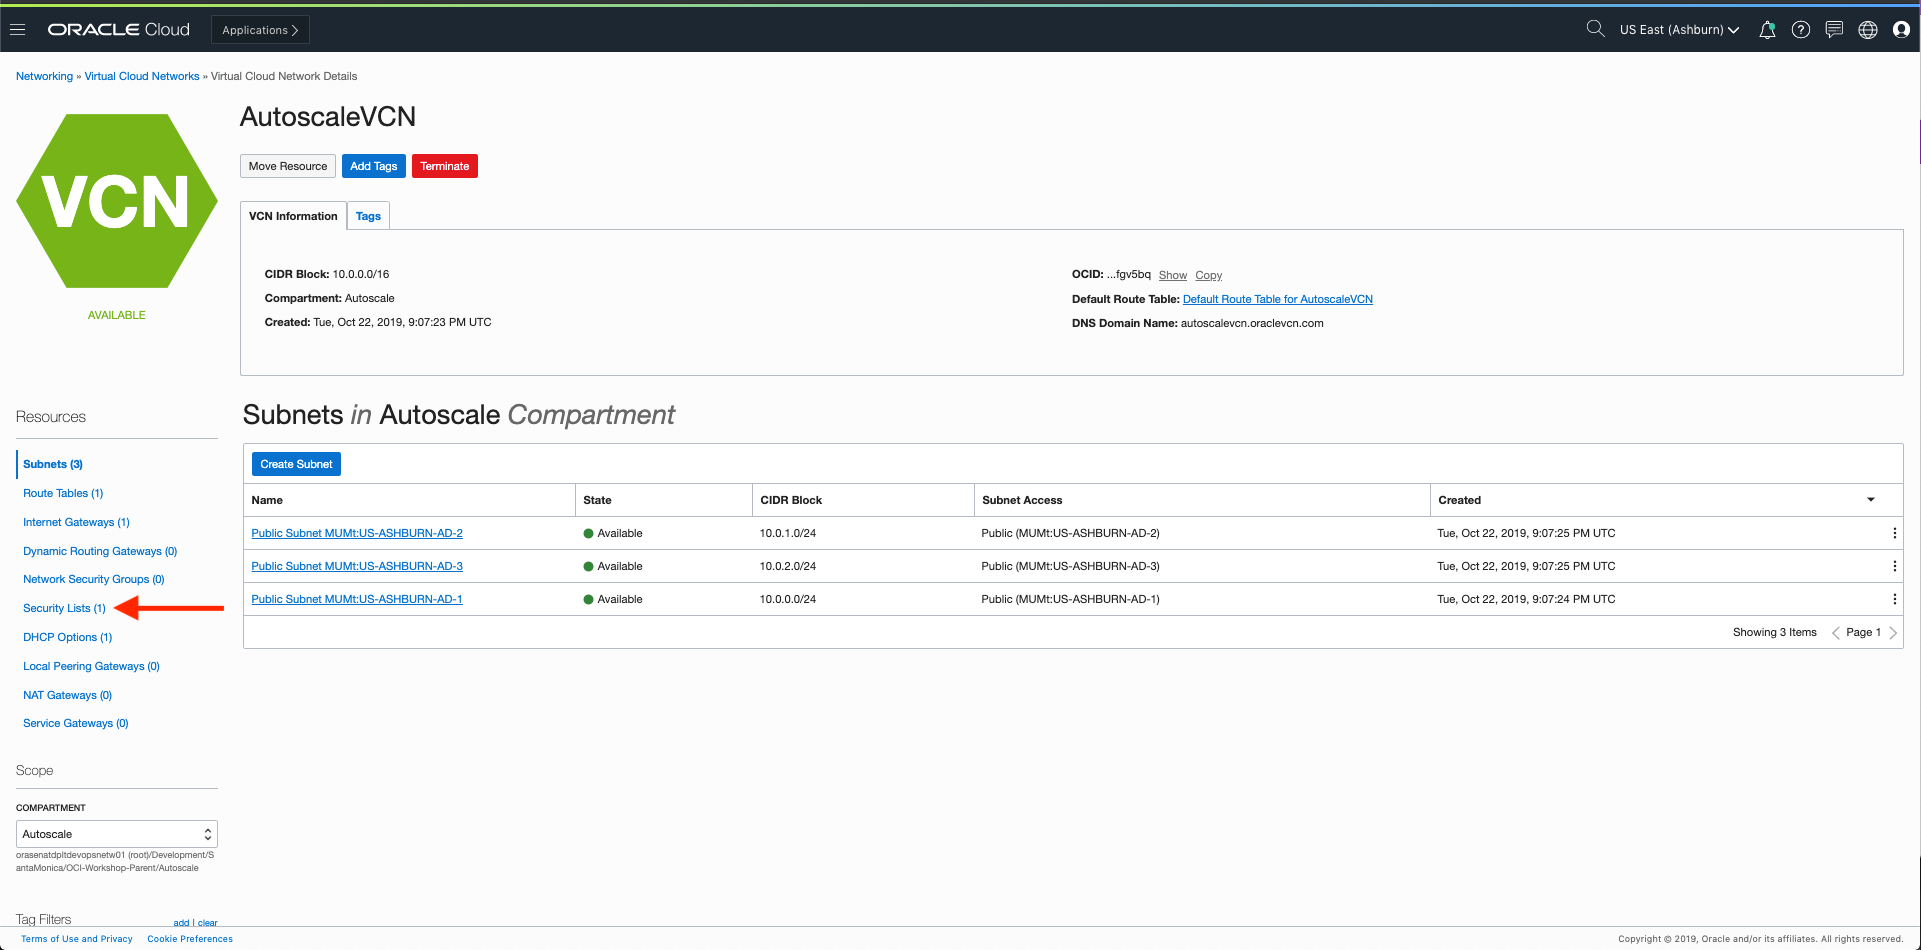 ORACLE Cloud
Applications
US East (Ashburn)
Networking » Virtual Cloud Networks » Virtual Cloud Network Details
VCN
AVAILABLE
AutoscaleVCN
Move Resource
Add Tags
Terminate
VCN Information
Tags
CIDR Block: 10.0.0.0/16
Compartment: Autoscale
Created: Tue, Oct 22, 2019, 9:07:23 PM UTC
OCID: ...fgv5bq Show Copy
Default Route Table: Default Route Table for AutoscaleVCN
DNS Domain Name: autoscalevcn.oraclevcn.com
Resources
Subnets (3)
Route Tables (1)
Internet Gateways (1)
Dynamic Routing Gateways (0)
Network Security Groups (0)
Security Lists (1)
DHCP Options (1)
Local Peering Gateways (0)
NAT Gateways (0)
Service Gateways (0)
Scope
COMPARTMENT
Autoscale
orasenatdpltdevopsnetw01 (root)/Development/S
antaMonica/OCI-Workshop-Parent/Autoscale
Tag Filters
add | clear
Subnets in Autoscale Compartment
Create Subnet
Name State CIDR Block Subnet Access Created
Public Subnet MUMt:US-ASHBURN-AD-2 Available 10.0.1.0/24 Public (MUMt:US-ASHBURN-AD-2) Tue, Oct 22, 2019, 9:07:25 PM UTC
Public Subnet MUMt:US-ASHBURN-AD-3 Available 10.0.2.0/24 Public (MUMt:US-ASHBURN-AD-3) Tue, Oct 22, 2019, 9:07:25 PM UTC
Public Subnet MUMt:US-ASHBURN-AD-1 Available 10.0.0.0/24 Public (MUMt:US-ASHBURN-AD-1) Tue, Oct 22, 2019, 9:07:24 PM UTC
Showing 3 Items Page 1
Terms of Use and Privacy Cookie Preferences
Copyright © 2019, Oracle and/or its affiliates. All rights reserved.